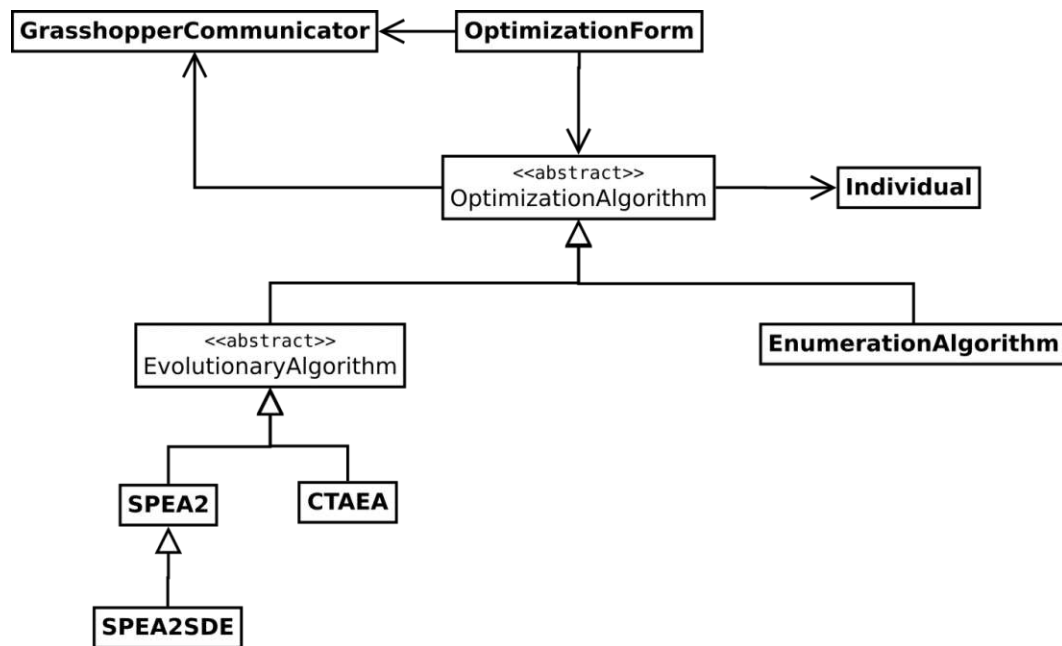 GrasshopperCommunicator
OptimizationForm
<<abstract>>
OptimizationAlgorithm
Individual
<<abstract>>
EvolutionaryAlgorithm
EnumerationAlgorithm
SPEA2
CTAEA
SPEA2SDE